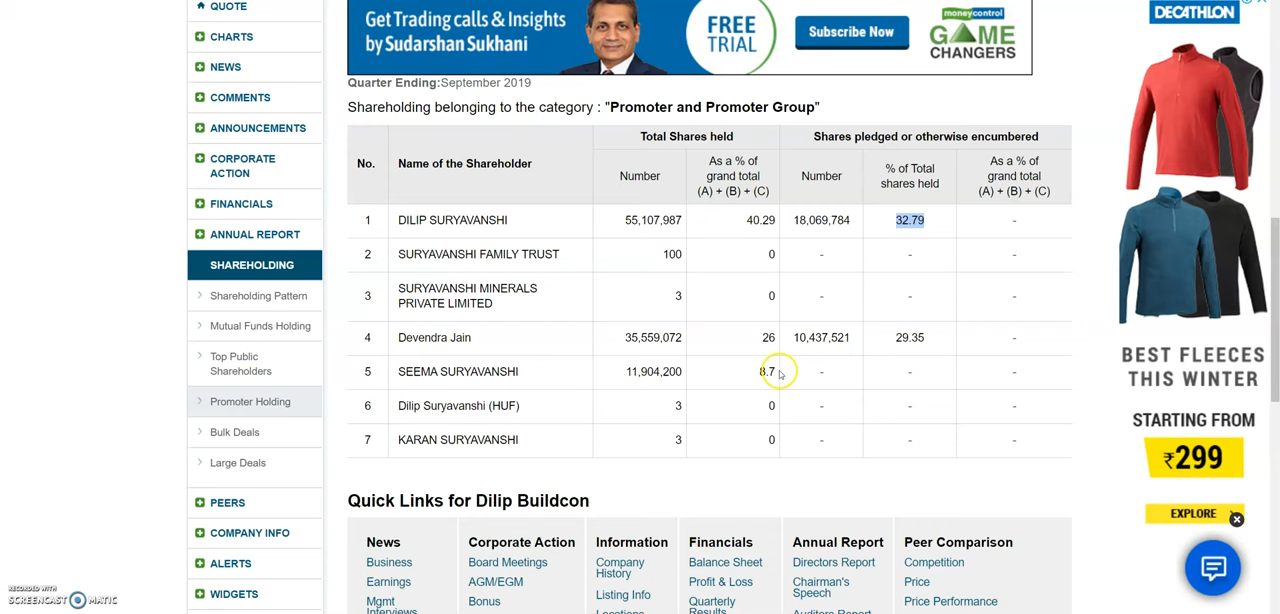 QUOTE
CHARTS
NEWS
COMMENTS
ANNOUNCEMENTS
CORPORATE
ACTION
FINANCIALS
ANNUAL REPORT
SHAREHOLDING
Shareholding Pattern
Mutual Funds Holding
Top Public
Shareholders
Promoter Holding
Bulk Deals
Large Deals
PEERS
COMPANY INFO
ALERTS
WIDGETS
RECORDED WITH
SCREENCAST MATIC
Get Trading calls & Insights
by Sudarshan Sukhani
FREE
TRIAL
Subscribe Now
moneycontrol
GAME
CHANGERS
Quarter Ending:September 2019
Shareholding belonging to the category : "Promoter and Promoter Group"
No. Name of the Shareholder Total Shares held Shares pledged or otherwise encumbered
Number As a % of grand total (A) + (B) + (C) Number % of Total shares held As a % of grand total (A) + (B) + (C)
1 DILIP SURYAVANSHI 55,107,987 40.29 18,069,784 32.79 -
2 SURYAVANSHI FAMILY TRUST 100 0 - - -
3 SURYAVANSHI MINERALS PRIVATE LIMITED 3 0 - - -
4 Devendra Jain 35,559,072 26 10,437,521 29.35 -
5 SEEMA SURYAVANSHI 11,904,200 8.7 - - -
6 Dilip Suryavanshi (HUF) 3 0 - - -
7 KARAN SURYAVANSHI 3 0 - - -
Quick Links for Dilip Buildcon
News Corporate Action Information Financials Annual Report Peer Comparison
Business Board Meetings Company History Balance Sheet Directors Report Competition
Earnings AGM/EGM Listing Info Profit & Loss Chairman's Speech Price
Mgmt Interviews Bonus Locations Quarterly Results Auditors Report Price Performance
DECATHLON
BEST FLEECES
THIS WINTER
STARTING FROM
₹299
EXPLORE